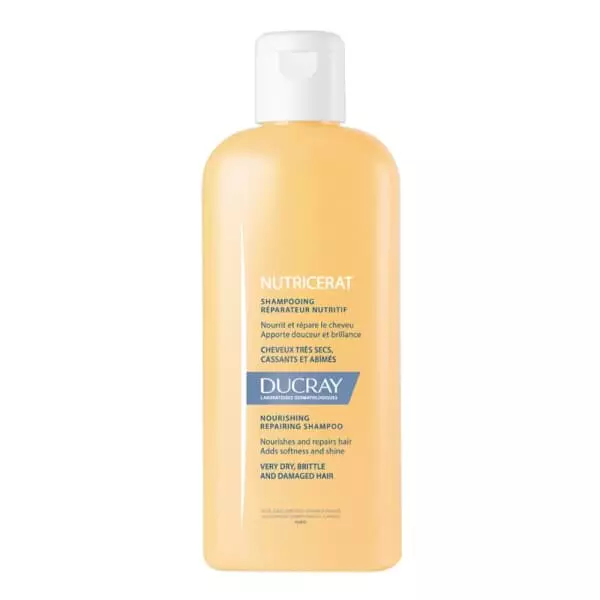 NUTRICERAT
SHAMPOOING
RÉPARATEUR NUTRITIF
Nourrit et répare le cheveu
Apporte douceur et brillance
CHEVEUX TRÈS SECS,
CASSANTS ET ABÎMÉS
DUCRAY
LABORATOIRES DERMATOLOGIQUES
NOURISHING
REPAIRING SHAMPOO
Nourishes and repairs hair
Adds softness and shine
VERY DRY, BRITTLE
AND DAMAGED HAIR